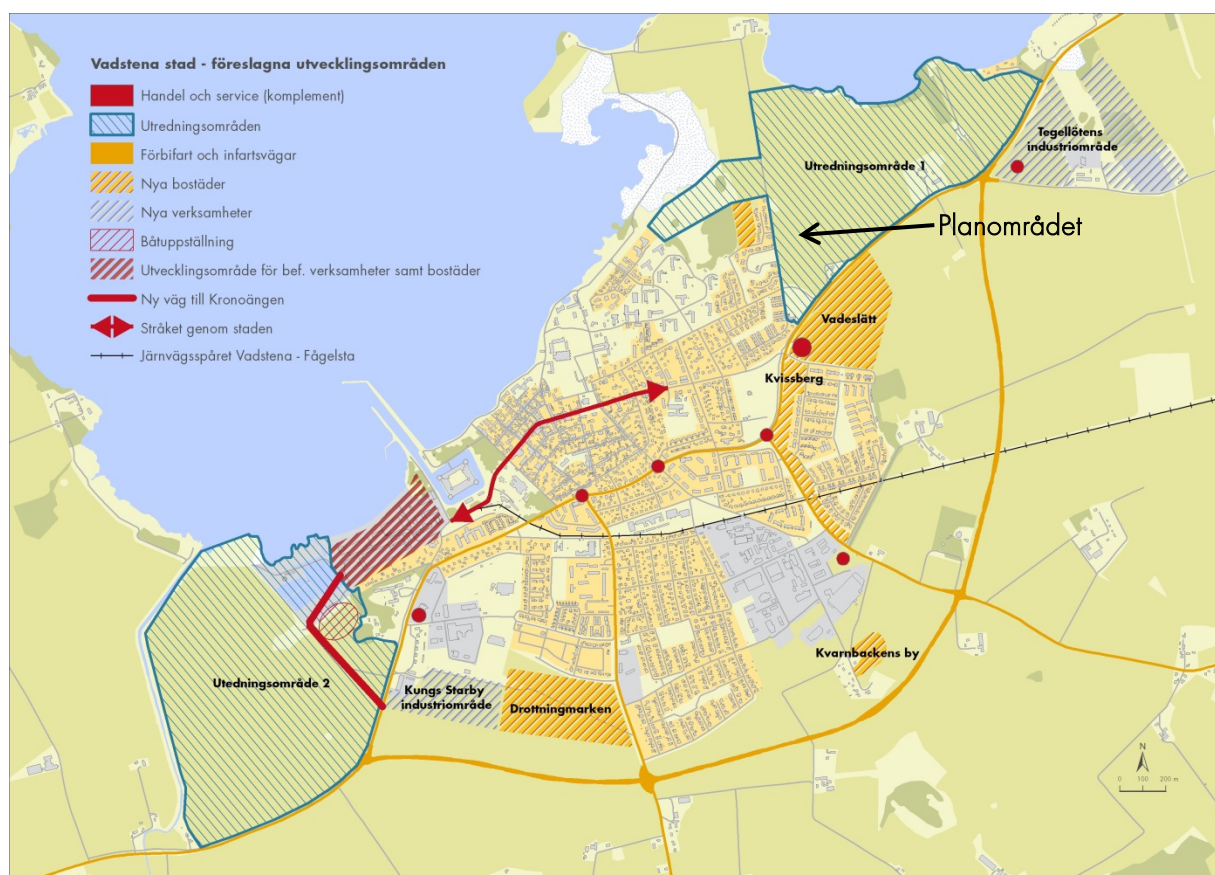 Vadstena stad - föreslagna utvecklingsområden
Handel och service (komplement)
Utredningsområden
Förbifart och infartsvägar
Nya bostäder
Nya verksamheter
Båtuppställning
Utvecklingsområde för bef. verksamheter samt bostäder
Ny väg till Kronoängen
Stråket genom staden
Järnvägsspåret Vadstena - Fågelsta
Tegellötens
industriområde
Utredningsområde 1
Planområdet
Vadeslätt
Kvissberg
Kvarnbackens by
Utedningsområde 2
Kungs Starby
industriområde
Drottningmarken
N
0 100 200 m